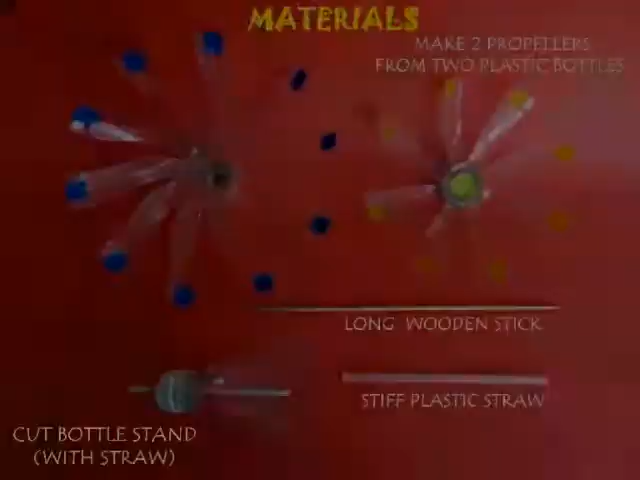 MATERIALS
MAKE 2 PROPELLERS
FROM TWO PLASTIC BOTTLES
LONG WOODEN STICK
STIFF PLASTIC STRAW
CUT BOTTLE STAND
(WITH STRAW)